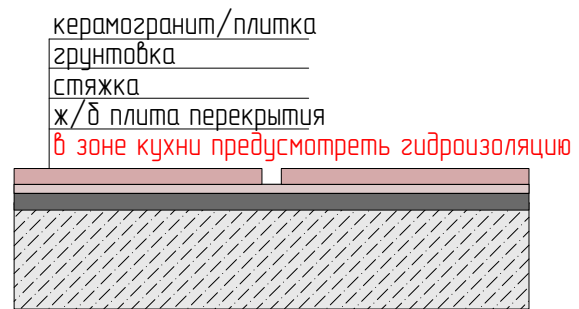 керамогранит/плитка
грунтовка
стяжка
ж/б плита перекрытия
в зоне кухни предусмотреть гидроизоляцию